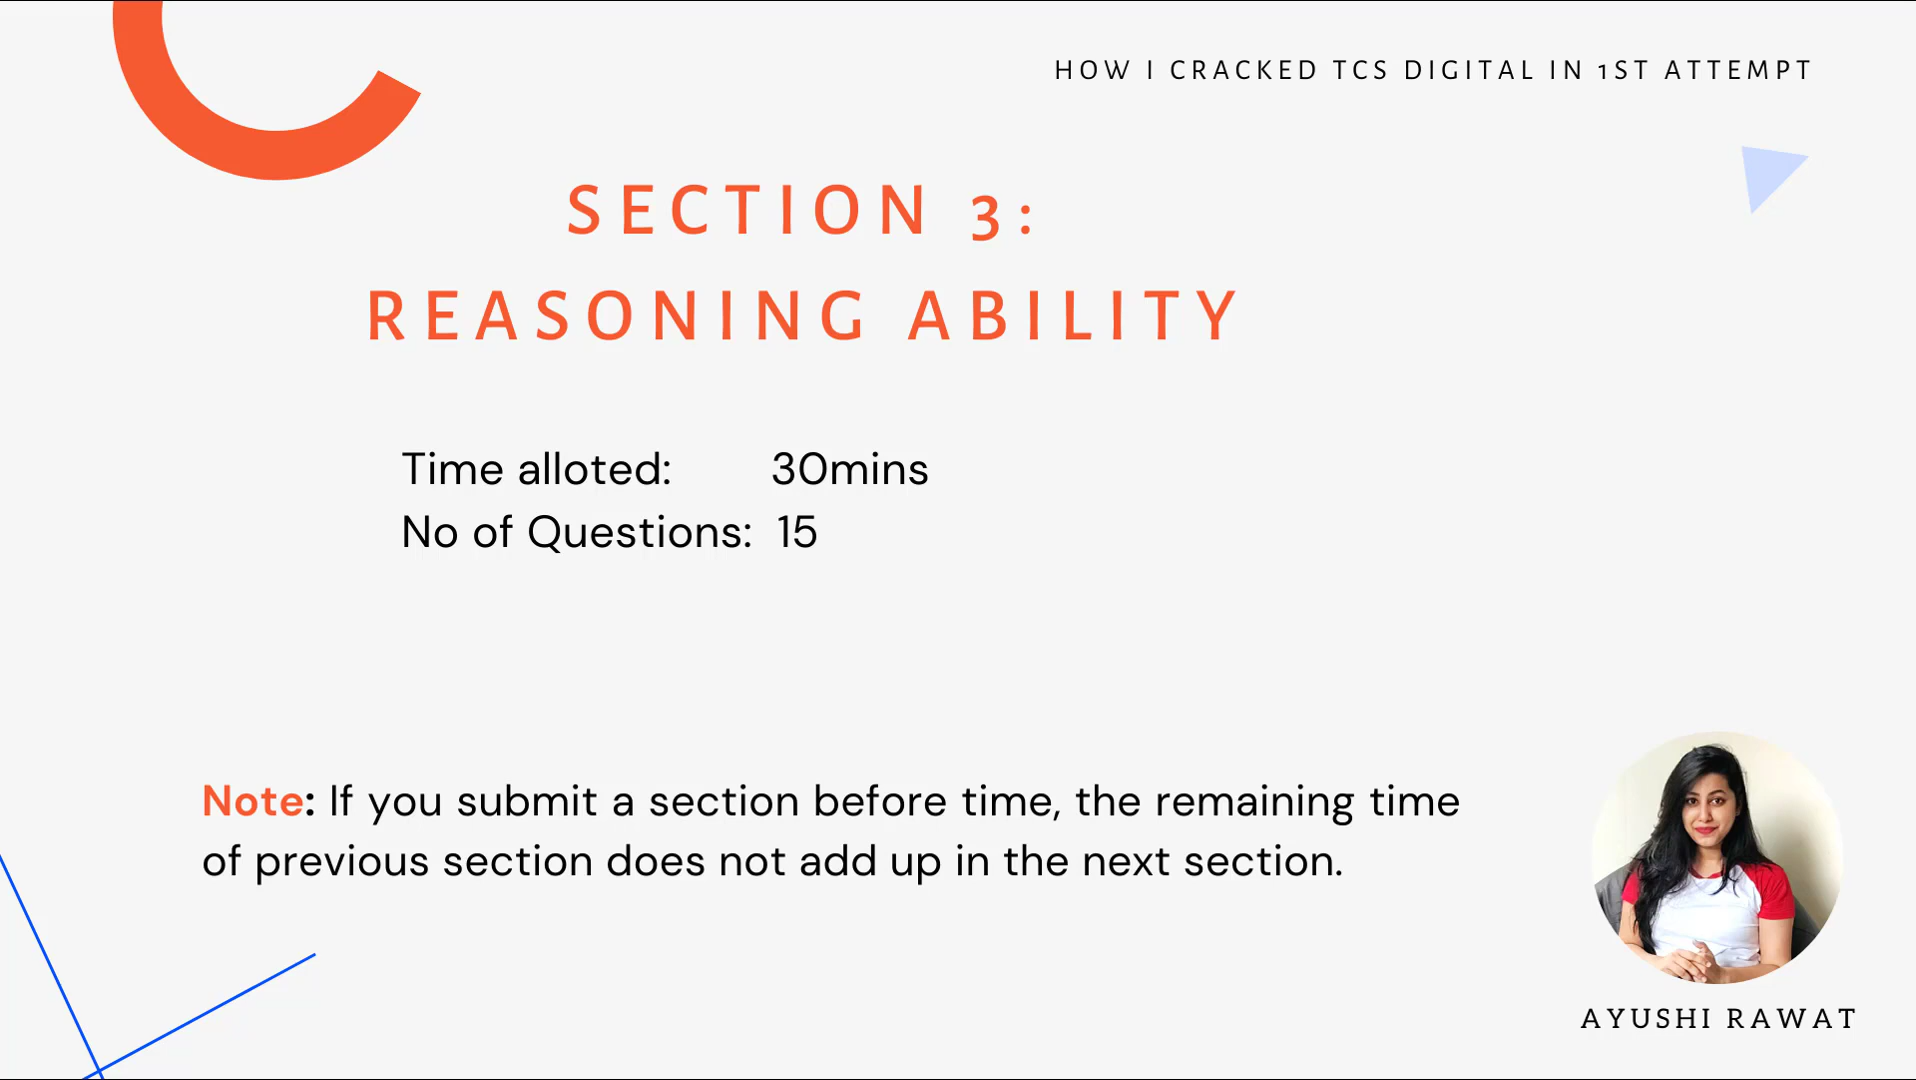 HOW I CRACKED TCS DIGITAL IN 1ST ATTEMPT
SECTION 3:
REASONING ABILITY
Time alloted: 30mins
No of Questions: 15
Note: If you submit a section before time, the remaining time
of previous section does not add up in the next section.
AYUSHI RAWAT